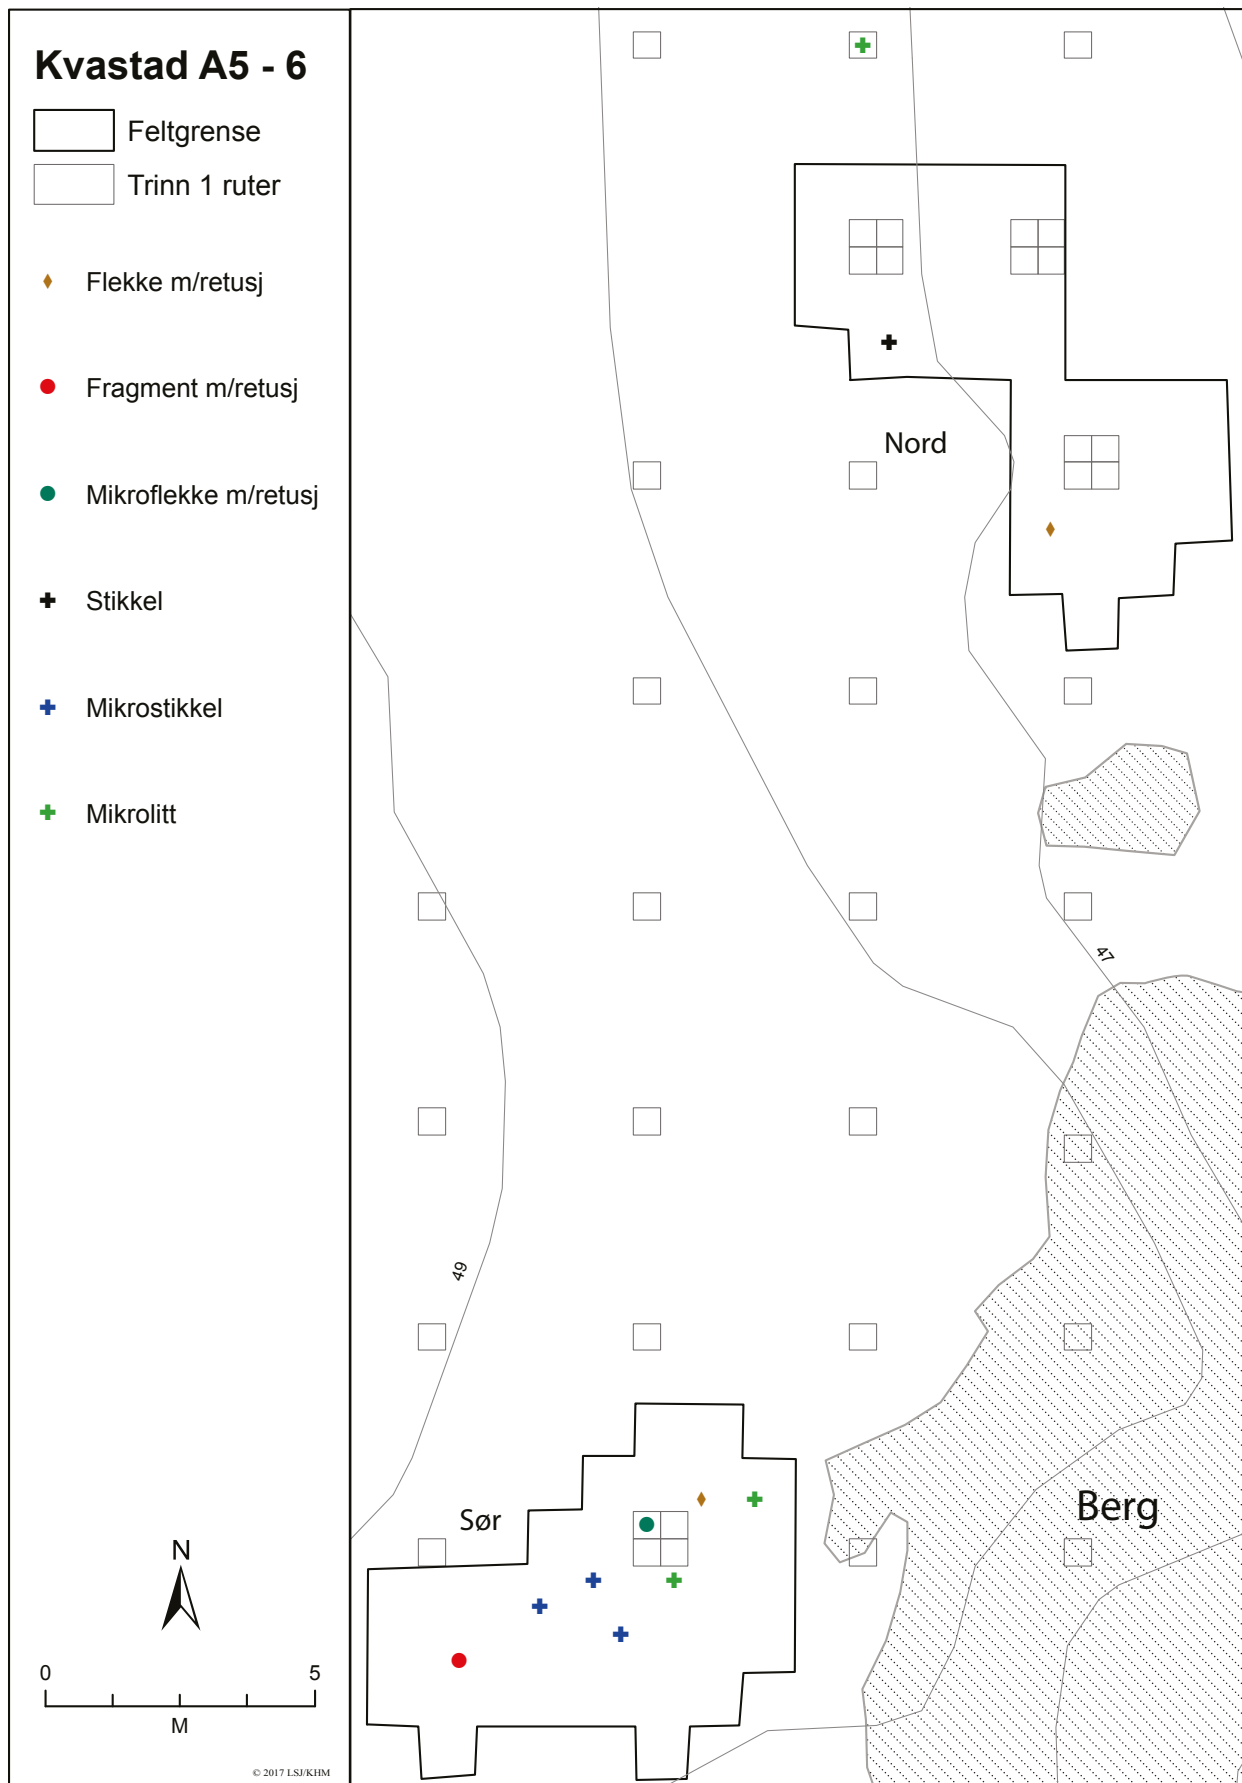 Kvastad A5 - 6
Feltgrense
Trinn 1 ruter
Flekke m/retusj
Fragment m/retusj
Mikroflekke m/retusj
Stikkel
Mikrostikkel
Mikrolitt
N
0 5
M
© 2017 LSJ/KHM
Nord
47
49
Sør
Berg